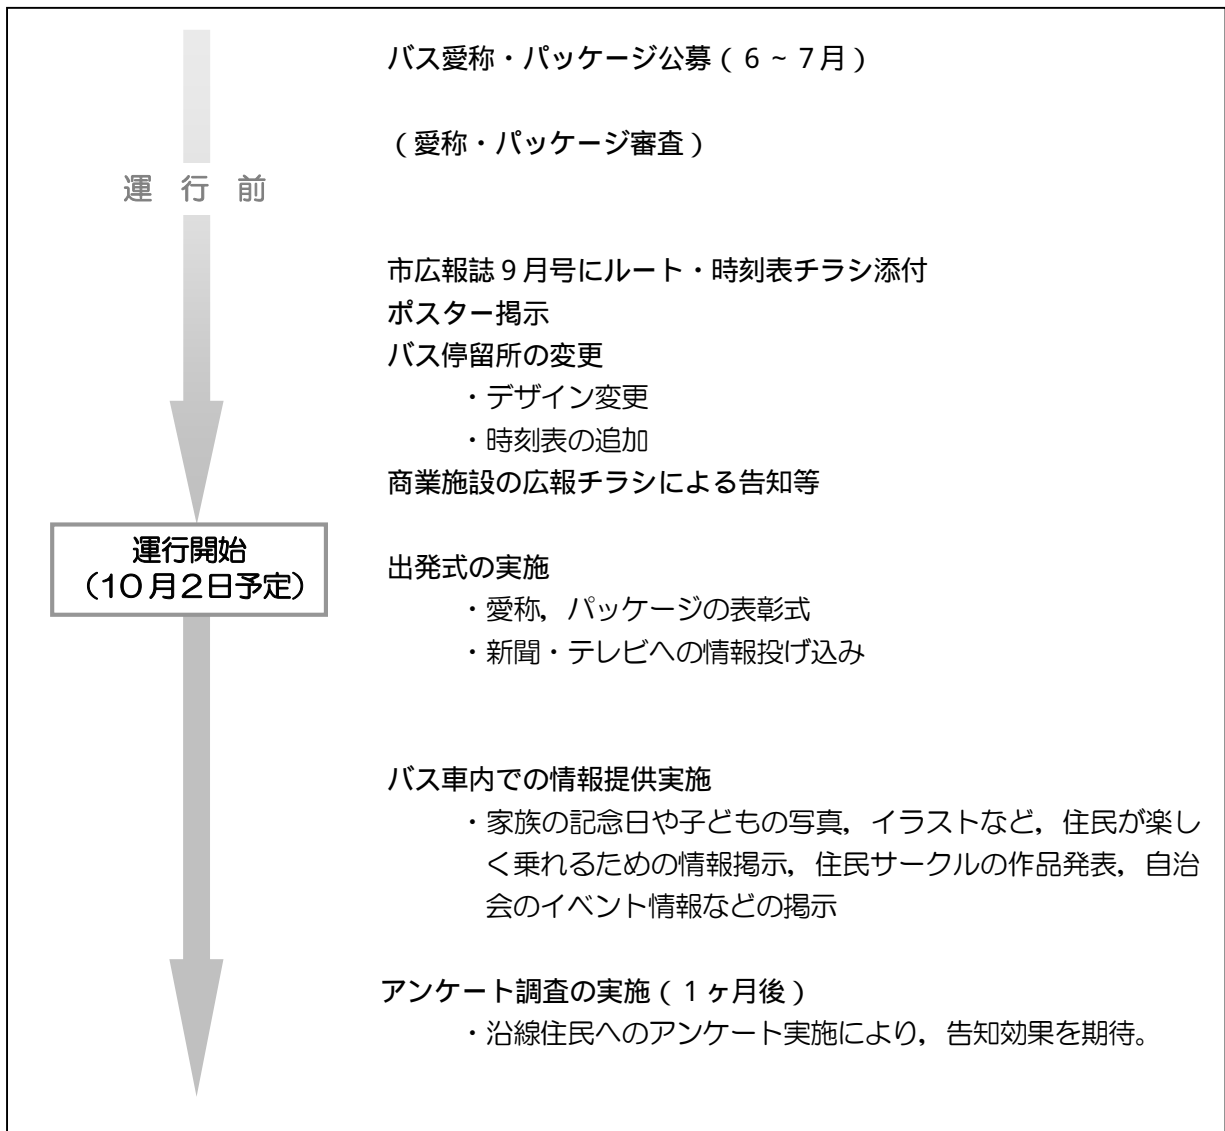 バス愛称・パッケージ公募(6~7月)
(愛称・パッケージ審査)
運 行 前
市広報誌9月号にルート・時刻表チラシ添付
ポスター掲示
バス停留所の変更
・デザイン変更
・時刻表の追加
商業施設の広報チラシによる告知等
運行開始
(10月2日予定)
出発式の実施
・愛称,パッケージの表彰式
・新聞・テレビへの情報投げ込み
バス車内での情報提供実施
・家族の記念日や子どもの写真,イラストなど,住民が楽し
く乗れるための情報掲示,住民サークルの作品発表,自治
会のイベント情報などの掲示
アンケート調査の実施(1ヶ月後)
・沿線住民へのアンケート実施により,告知効果を期待。